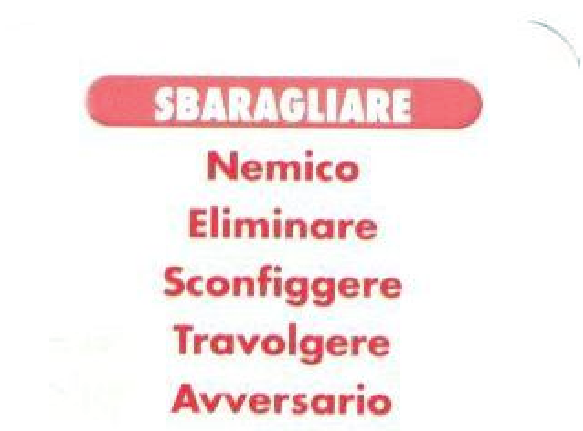 SBARAGLIARE
Nemico
Eliminare
Sconfiggere
Travolgere
Avversario